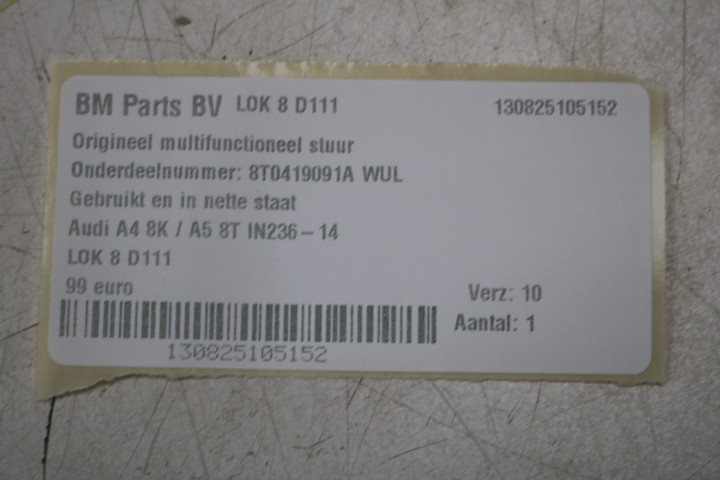 BM Parts BV LOK 8 D111 130825105152
Origineel multifunctioneel stuur
Onderdeelnummer: 8T0419091A WUL
Gebruikt en in nette staat
Audi A4 8K / A5 8T IN236-14
LOK 8 D111
99 euro
Verz: 10
Aantal: 1
130825105152